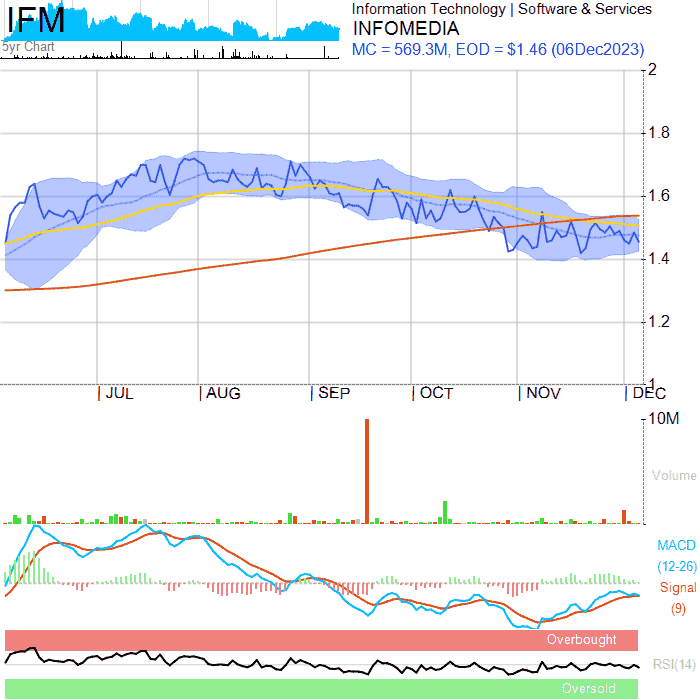 IFM
5yr Chart
Information Technology | Software & Services
INFOMEDIA
MC = 569.3M, EOD = $1.46 (06Dec2023)
2
1.8
1.6
1.4
1.2
1
JUL
AUG
SEP
OCT
NOV
DEC
10M
Volume
MACD
(12-26)
Signal
(9)
Overbought
RSI(14)
Oversold